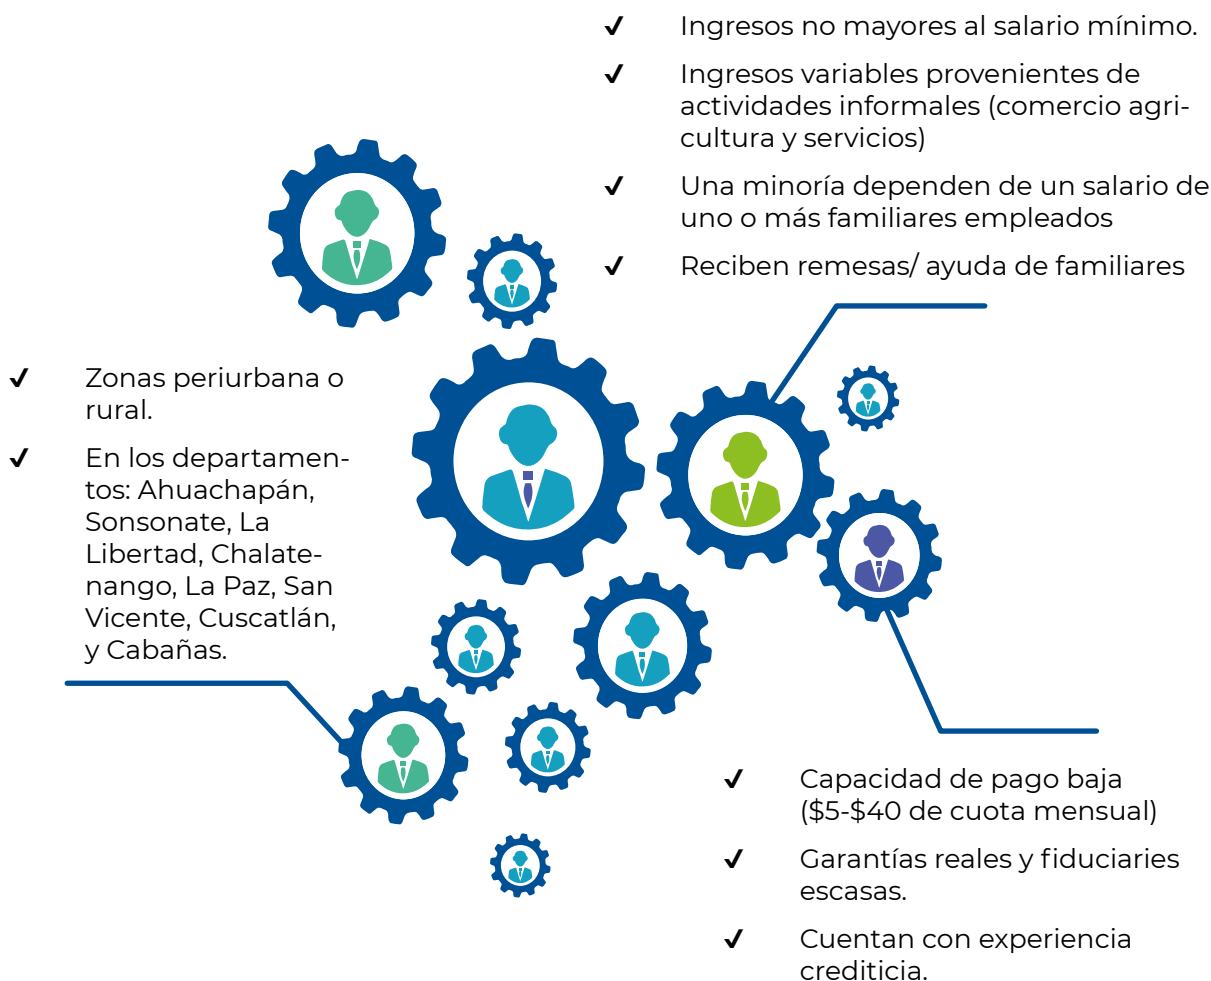 ✓ Ingresos no mayores al salario mínimo.
✓ Ingresos variables provenientes de
actividades informales (comercio agri-
cultura y servicios)
✓ Una minoría dependen de un salario de
uno o más familiares empleados
✓ Reciben remesas/ ayuda de familiares
✓ Zonas periurbana o
rural.
✓ En los departamen-
tos: Ahuachapán,
Sonsonate, La
Libertad, Chalate-
nango, La Paz, San
Vicente, Cuscatlán,
y Cabañas.
✓ Capacidad de pago baja
($5-$40 de cuota mensual)
✓ Garantías reales y fiduciaries
escasas.
✓ Cuentan con experiencia
crediticia.